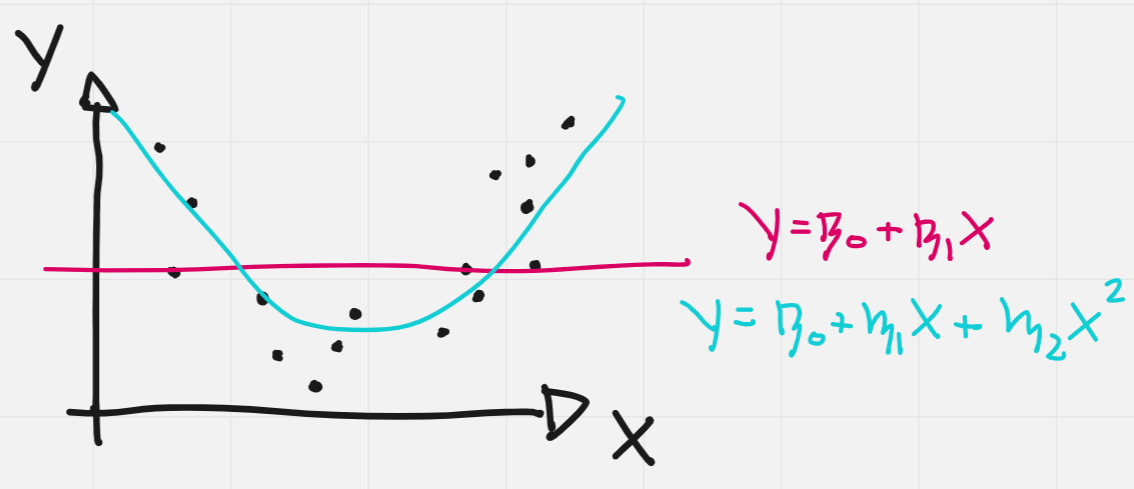 Y
y = β₀ + β₁x
y = β₀ + β₁x + β₂x²
X